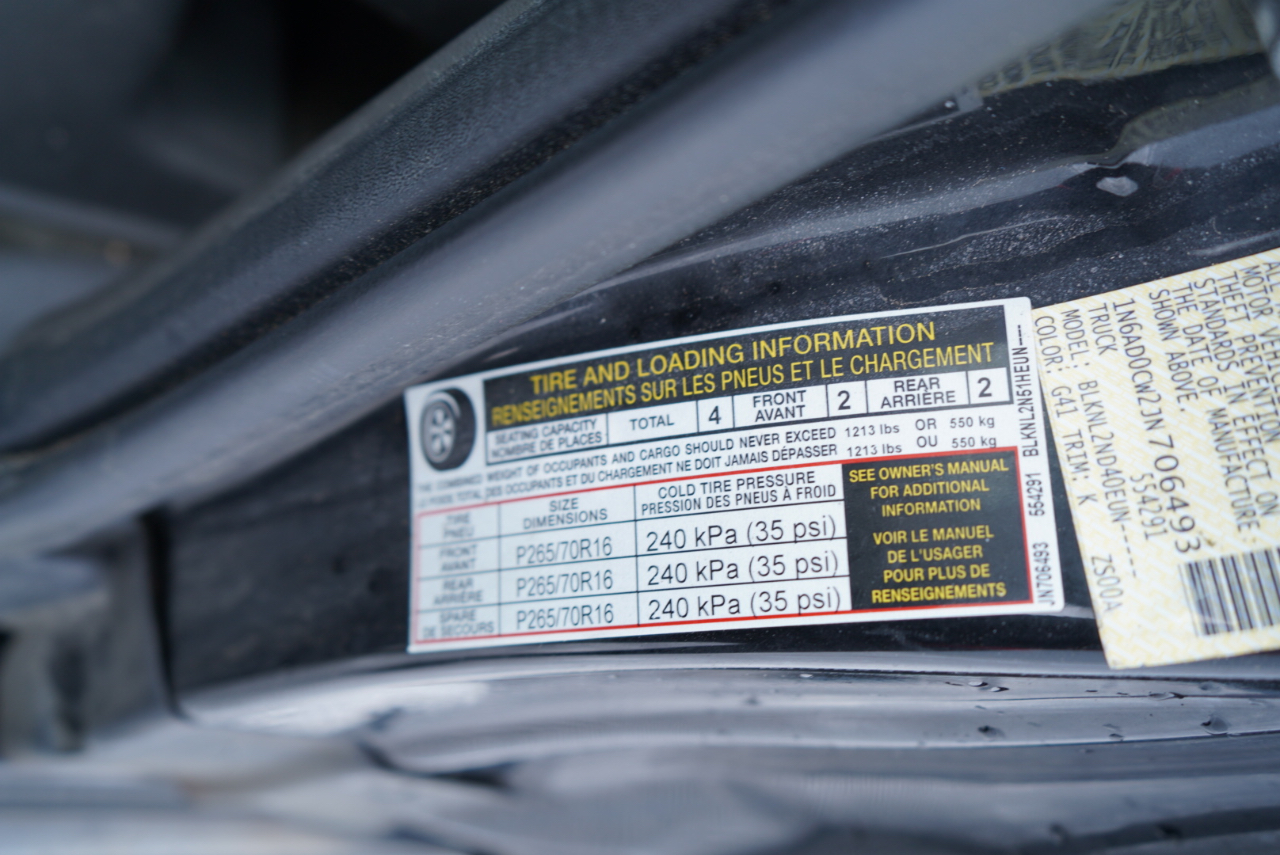 TIRE AND LOADING INFORMATION
RENSEIGNEMENTS SUR LES PNEUS ET LE CHARGEMENT
SEATING CAPACITY
NOMBRE DE PLACES
TOTAL 4
FRONT
AVANT
2
REAR
ARRIÈRE
2
COMBINED WEIGHT OF OCCUPANTS AND CARGO SHOULD NEVER EXCEED 1213 lbs OR 550 kg
TOTAL DES OCCUPANTS ET DU CHARGEMENT NE DOIT JAMAIS DÉPASSER 1213 lbs OU 550 kg
TIRE
PNEU
SIZE
DIMENSIONS
COLD TIRE PRESSURE
PRESSION DES PNEUS À FROID
FRONT
AVANT
P265/70R16
240 kPa (35 psi)
REAR
ARRIÈRE
P265/70R16
240 kPa (35 psi)
SPARE
DE SECOURS
P265/70R16
240 kPa (35 psi)
SEE OWNER'S MANUAL
FOR ADDITIONAL
INFORMATION
VOIR LE MANUEL
DE L'USAGER
POUR PLUS DE
RENSEIGNEMENTS
JN706493 554291 BLKNL2N51HEUN----
MOTOR VEHICLE
THEFT PREVENTION
STANDARDS IN EFFECT ON
THE DATE OF MANUFACTURE
SHOWN ABOVE.
1N6AD0CW2JN706493
TRUCK 554291
MODEL: BLKNL2ND40EUN-----
COLOR: G41 TRIM: K ZS00A